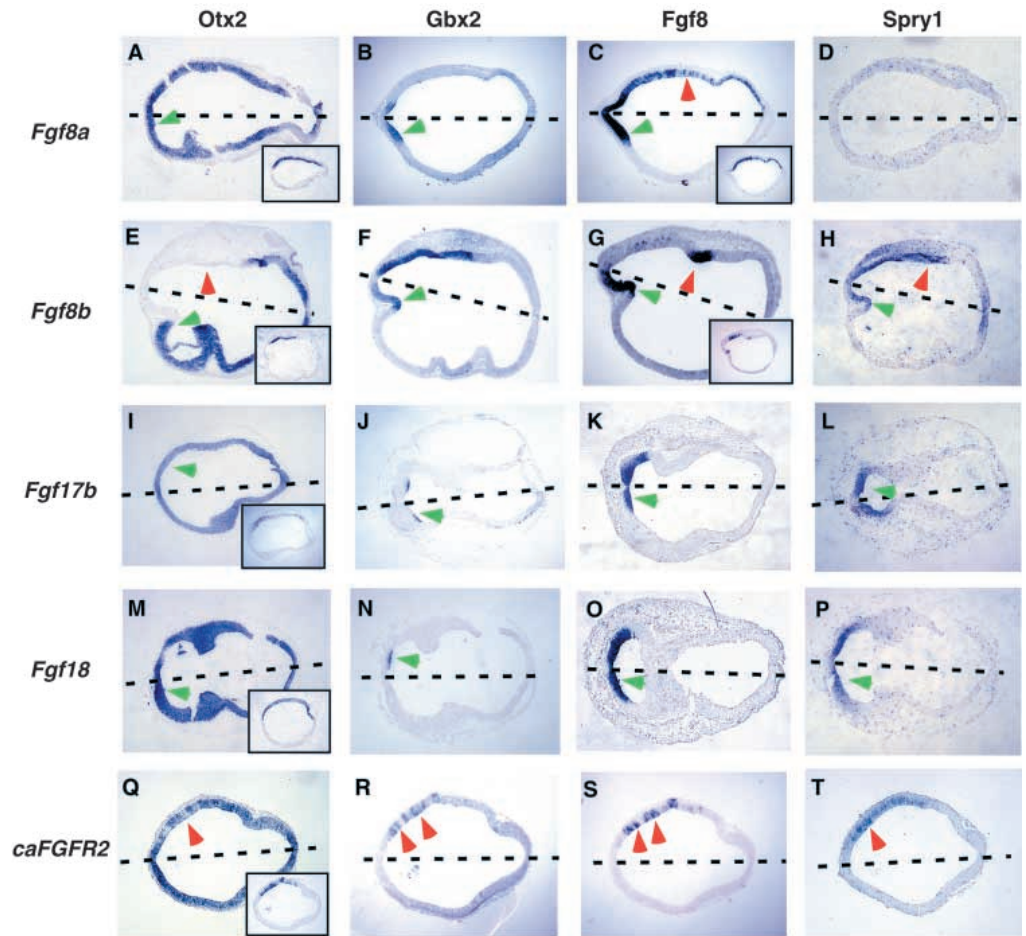 Otx2 Gbx2 Fgf8 Spry1
A B C D
Fgf8a
E F G H
Fgf8b
I J K L
Fgf17b
M N O P
Fgf18
Q R S T
caFGFR2